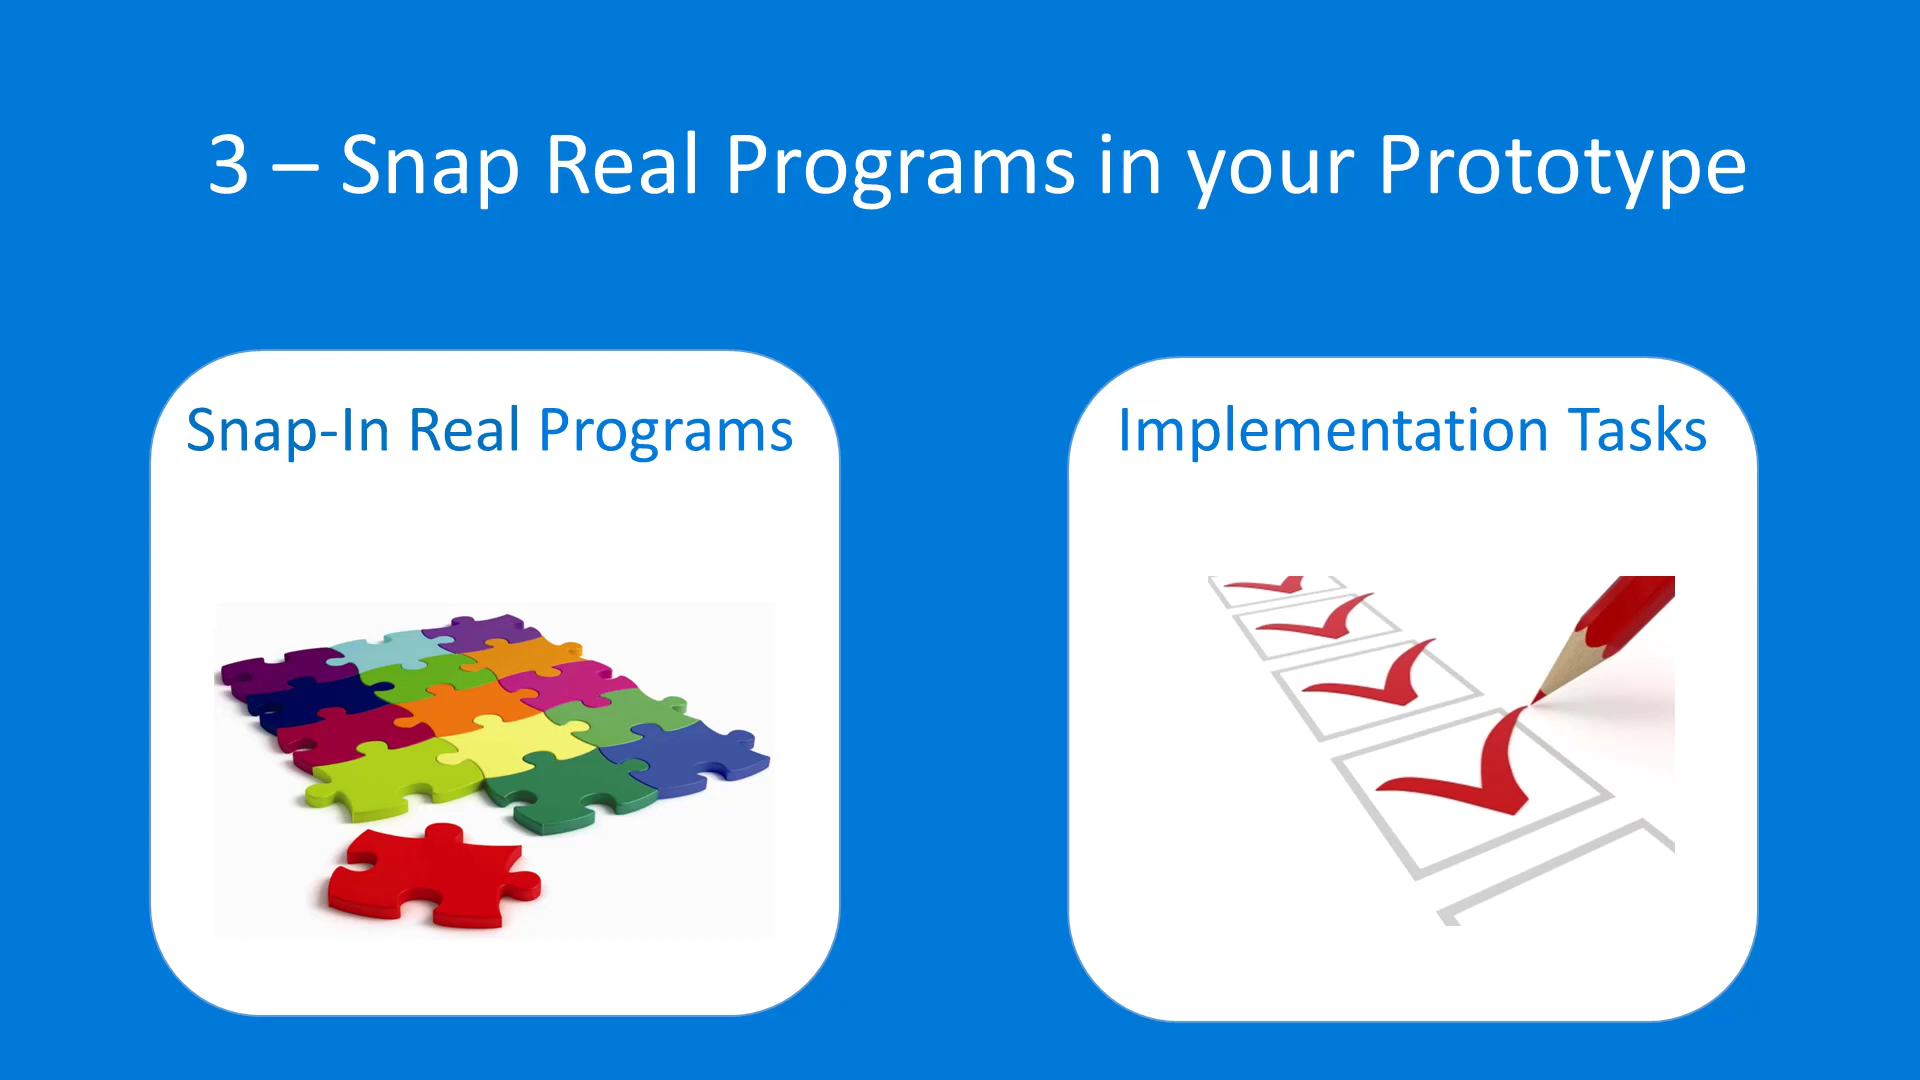 3 – Snap Real Programs in your Prototype
Snap-In Real Programs
Implementation Tasks